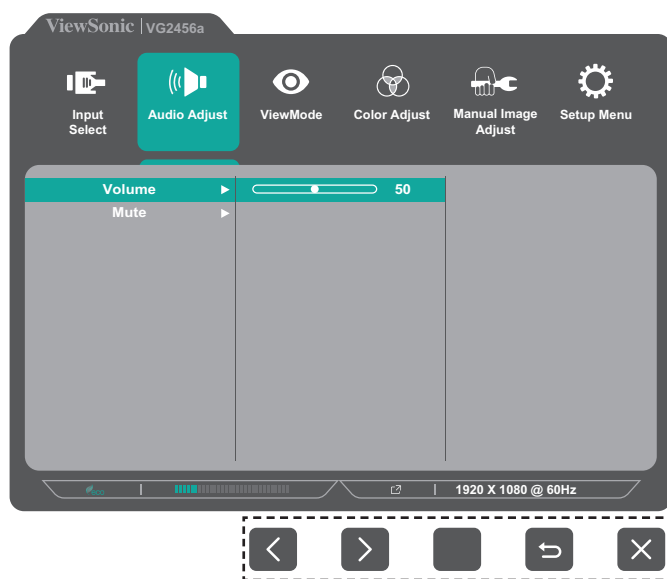 ViewSonic VG2456a
Input
Select
Audio Adjust
ViewMode
Color Adjust
Manual Image
Adjust
Setup Menu
Volume 50
Mute
eco
1920 X 1080 @ 60Hz